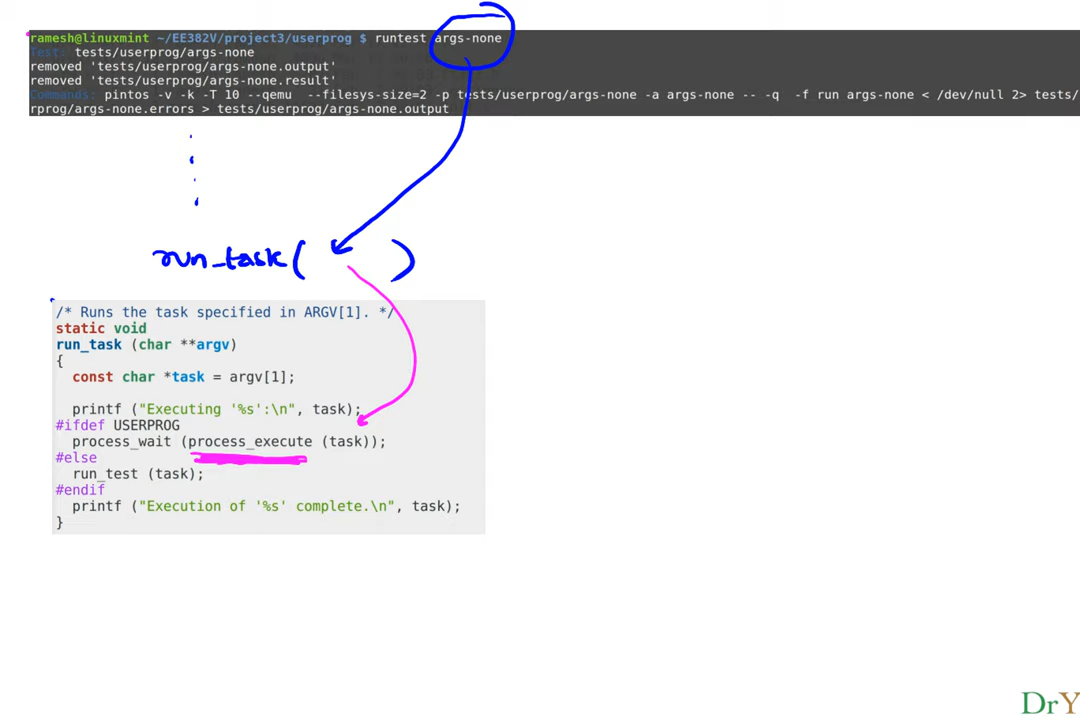 ramesh@linuxmint ~/EE382V/project3/userprog $ runtest args-none
Test: tests/userprog/args-none
removed 'tests/userprog/args-none.output'
removed 'tests/userprog/args-none.result'
Commands: pintos -v -k -T 10 --qemu  --filesys-size=2 -p tests/userprog/args-none -a args-none -- -q  -f run args-none < /dev/null 2> tests/
rprog/args-none.errors > tests/userprog/args-none.output
run_task( )
/* Runs the task specified in ARGV[1]. */
static void
run_task (char **argv)
{
  const char *task = argv[1];
  printf ("Executing '%s':\n", task);
#ifdef USERPROG
  process_wait (process_execute (task));
#else
  run_test (task);
#endif
  printf ("Execution of '%s' complete.\n", task);
}
DrY